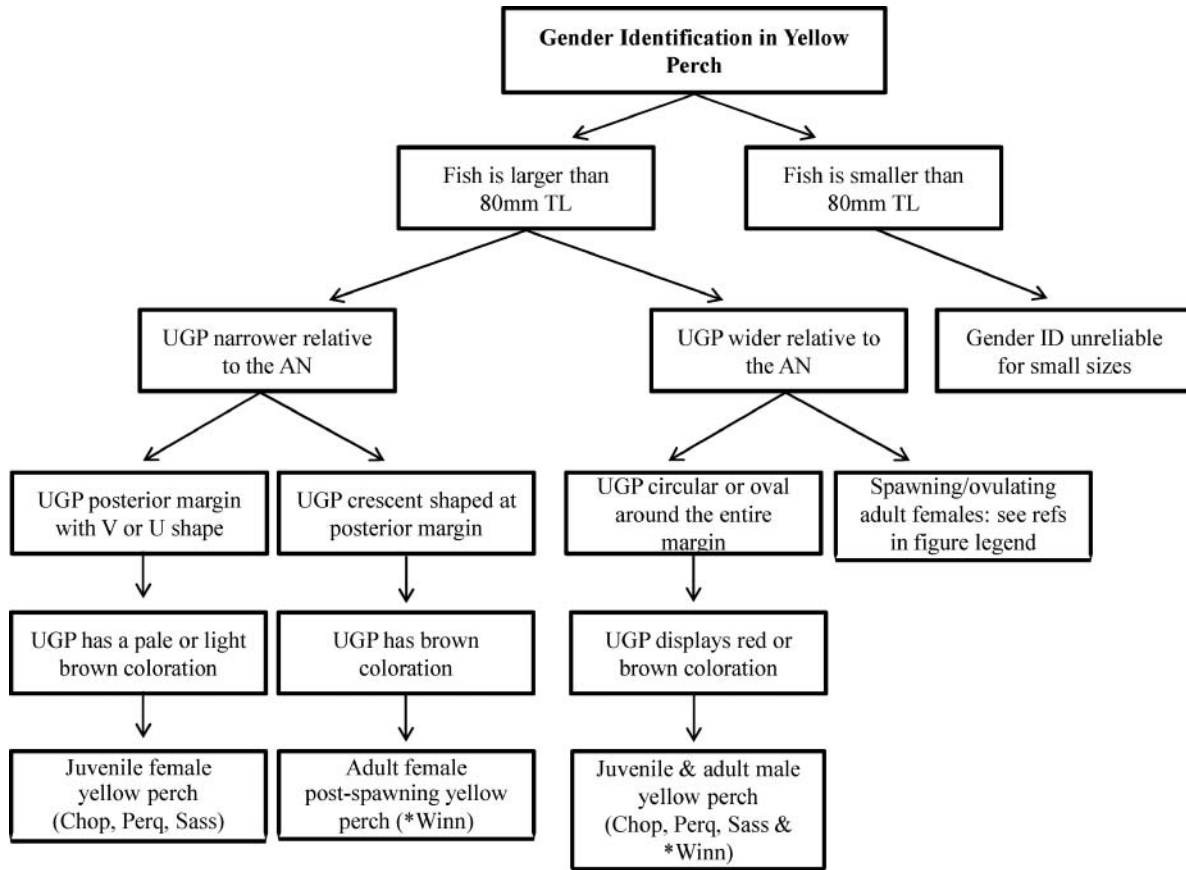 Gender Identification in Yellow
Perch
Fish is larger than
80mm TL
Fish is smaller than
80mm TL
UGP narrower relative
to the AN
UGP wider relative to
the AN
Gender ID unreliable
for small sizes
UGP posterior margin
with V or U shape
UGP crescent shaped at
posterior margin
UGP circular or oval
around the entire
margin
Spawning/ovulating
adult females: see refs
in figure legend
UGP has a pale or light
brown coloration
UGP has brown
coloration
UGP displays red or
brown coloration
Juvenile female
yellow perch
(Chop, Perq, Sass)
Adult female
post-spawning yellow
perch (*Winn)
Juvenile & adult male
yellow perch
(Chop, Perq, Sass &
*Winn)